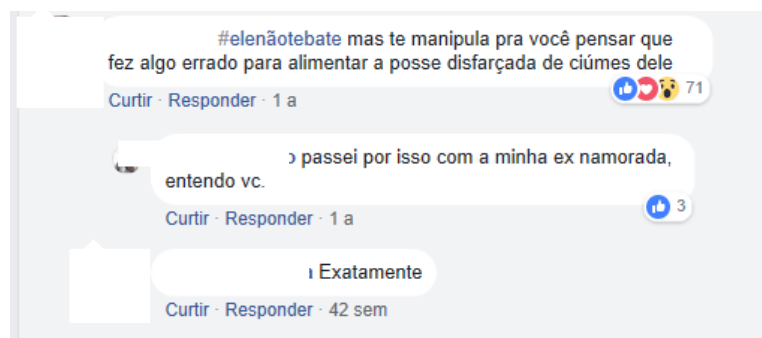 #elenãotebate mas te manipula pra você pensar que
fez algo errado para alimentar a posse disfarçada de ciúmes dele
71
Curtir · Responder · 1 a
passei por isso com a minha ex namorada,
entendo vc.
3
Curtir · Responder · 1 a
Exatamente
Curtir · Responder · 42 sem